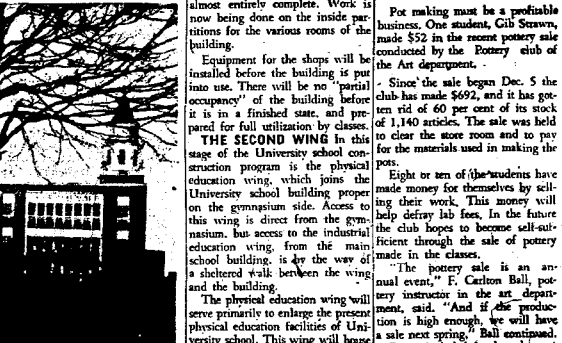 almost entirely complete. Work is
now being done on the inside par-
titions for the various rooms of the
building.
Equipment for the shops will be
installed before the building is put
into use. There will be no "partial
occupancy" of the building before
it is in a finished state, and pre-
pared for full utilization by classes.
THE SECOND WING In this
stage of the University school con-
struction program is the physical
education wing, which joins the
University school building proper
on the gymnasium side. Access to
this wing is direct from the gym-
nasium, but access to the industrial
education wing, from the main
school building, is by the way of
a sheltered walk between the wing
and the building.
The physical education wing will
serve primarily to enlarge the present
physical education facilities of Uni-
versity school. This wing will house
Pot making must be a profitable
business. One student, Gib Strawn,
made $52 in the recent pottery sale
conducted by the Pottery club of
the Art department.
Since the sale began Dec. 5 the
club has made $692, and it has got-
ten rid of 60 per cent of its stock
of 1,140 articles. The sale was held
to clear the store room and to pay
for the materials used in making the
pots.
Eight or ten of the students have
made money for themselves by sell-
ing their work. This money will
help defray lab fees. In the future
the club hopes to become self-suf-
ficient through the sale of pottery
made in the classes.
"The pottery sale is an an-
nual event," F. Carlton Ball, pot-
tery instructor in the art depart-
ment, said. "And if the produc-
tion is high enough, we will have
a sale next spring," Ball continued.